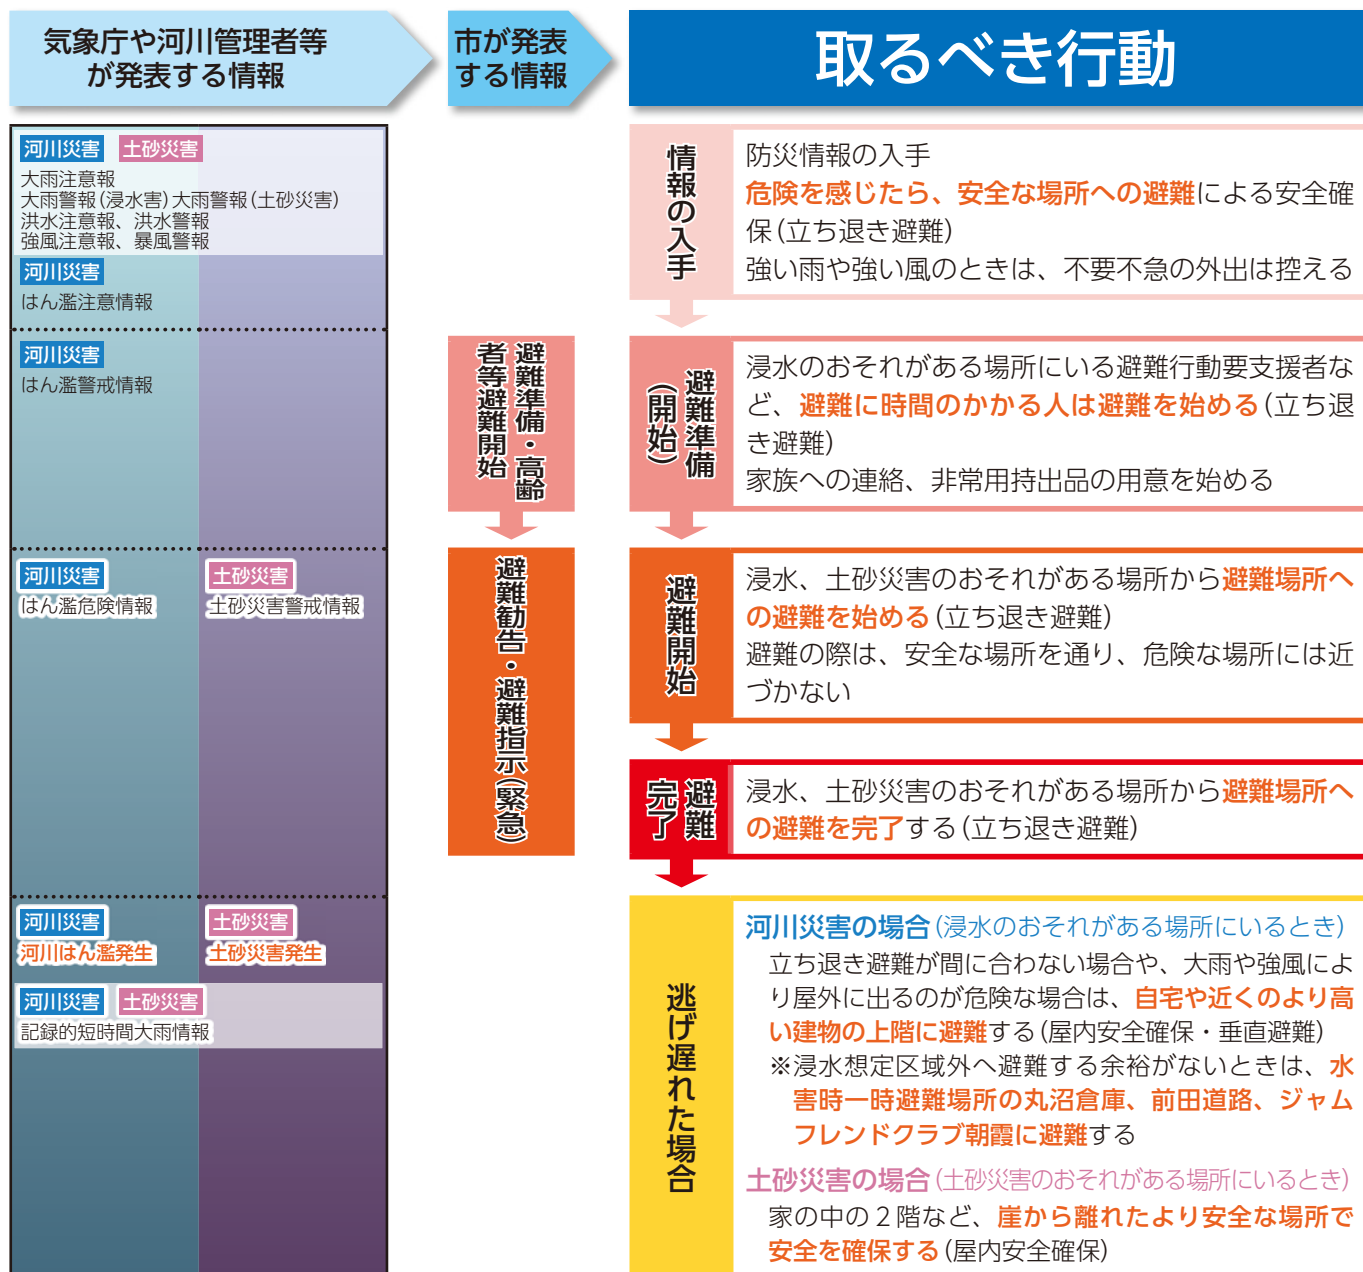 気象庁や河川管理者等
が発表する情報
市が発表
する情報
取るべき行動
河川災害 土砂災害
大雨注意報
大雨警報(浸水害)大雨警報(土砂災害)
洪水注意報、洪水警報
強風注意報、暴風警報
河川災害
はん濫注意情報
河川災害
はん濫警戒情報
河川災害
はん濫危険情報
土砂災害
土砂災害警戒情報
河川災害
河川はん濫発生
土砂災害
土砂災害発生
河川災害 土砂災害
記録的短時間大雨情報
避難準備・高齢
者等避難開始
避難勧告・避難指示(緊急)
情報の入手
防災情報の入手
危険を感じたら、安全な場所への避難による安全確
保(立ち退き避難)
強い雨や強い風のときは、不要不急の外出は控える
避難準備
(開始)
浸水のおそれがある場所にいる避難行動要支援者な
ど、避難に時間のかかる人は避難を始める(立ち退
き避難)
家族への連絡、非常用持出品の用意を始める
避難開始
浸水、土砂災害のおそれがある場所から避難場所へ
の避難を始める(立ち退き避難)
避難の際は、安全な場所を通り、危険な場所には近
づかない
避難
完了
浸水、土砂災害のおそれがある場所から避難場所へ
の避難を完了する(立ち退き避難)
逃げ遅れた場合
河川災害の場合(浸水のおそれがある場所にいるとき)
立ち退き避難が間に合わない場合や、大雨や強風によ
り屋外に出るのが危険な場合は、自宅や近くのより高
い建物の上階に避難する(屋内安全確保・垂直避難)
※浸水想定区域外へ避難する余裕がないときは、水
害時一時避難場所の丸沼倉庫、前田道路、ジャム
フレンドクラブ朝霞に避難する
土砂災害の場合(土砂災害のおそれがある場所にいるとき)
家の中の2階など、崖から離れたより安全な場所で
安全を確保する(屋内安全確保)